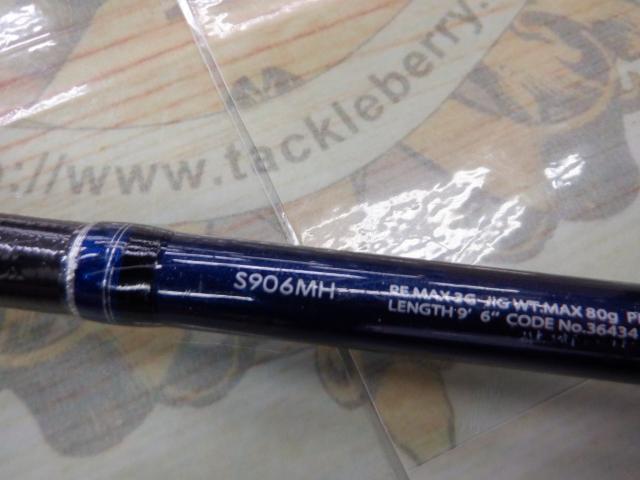 ://www.tackleberry.
S906MH
PE MAX 3G JIG WT.MAX 80g
LENGTH 9' 6" CODE No.36434